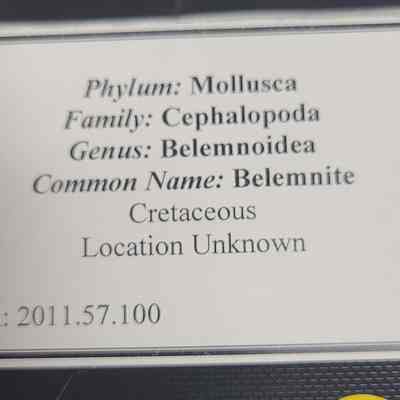 Phylum: Mollusca
Family: Cephalopoda
Genus: Belemnoidea
Common Name: Belemnite
Cretaceous
Location Unknown
: 2011.57.100